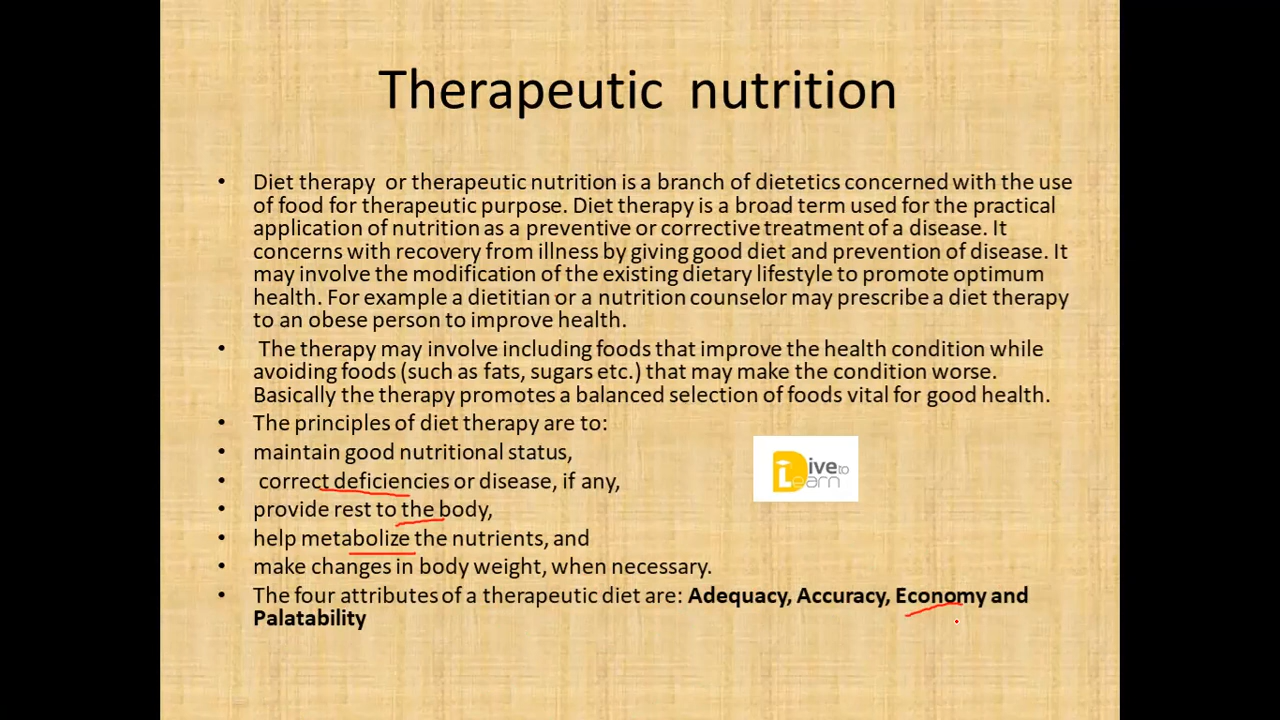 Therapeutic nutrition
• Diet therapy or therapeutic nutrition is a branch of dietetics concerned with the use
of food for therapeutic purpose. Diet therapy is a broad term used for the practical
application of nutrition as a preventive or corrective treatment of a disease. It
concerns with recovery from illness by giving good diet and prevention of disease. It
may involve the modification of the existing dietary lifestyle to promote optimum
health. For example a dietitian or a nutrition counselor may prescribe a diet therapy
to an obese person to improve health.
• The therapy may involve including foods that improve the health condition while
avoiding foods (such as fats, sugars etc.) that may make the condition worse.
Basically the therapy promotes a balanced selection of foods vital for good health.
• The principles of diet therapy are to:
• maintain good nutritional status,
• correct deficiencies or disease, if any,
• provide rest to the body,
• help metabolize the nutrients, and
• make changes in body weight, when necessary.
• The four attributes of a therapeutic diet are: Adequacy, Accuracy, Economy and
Palatability
Dive to
Learn